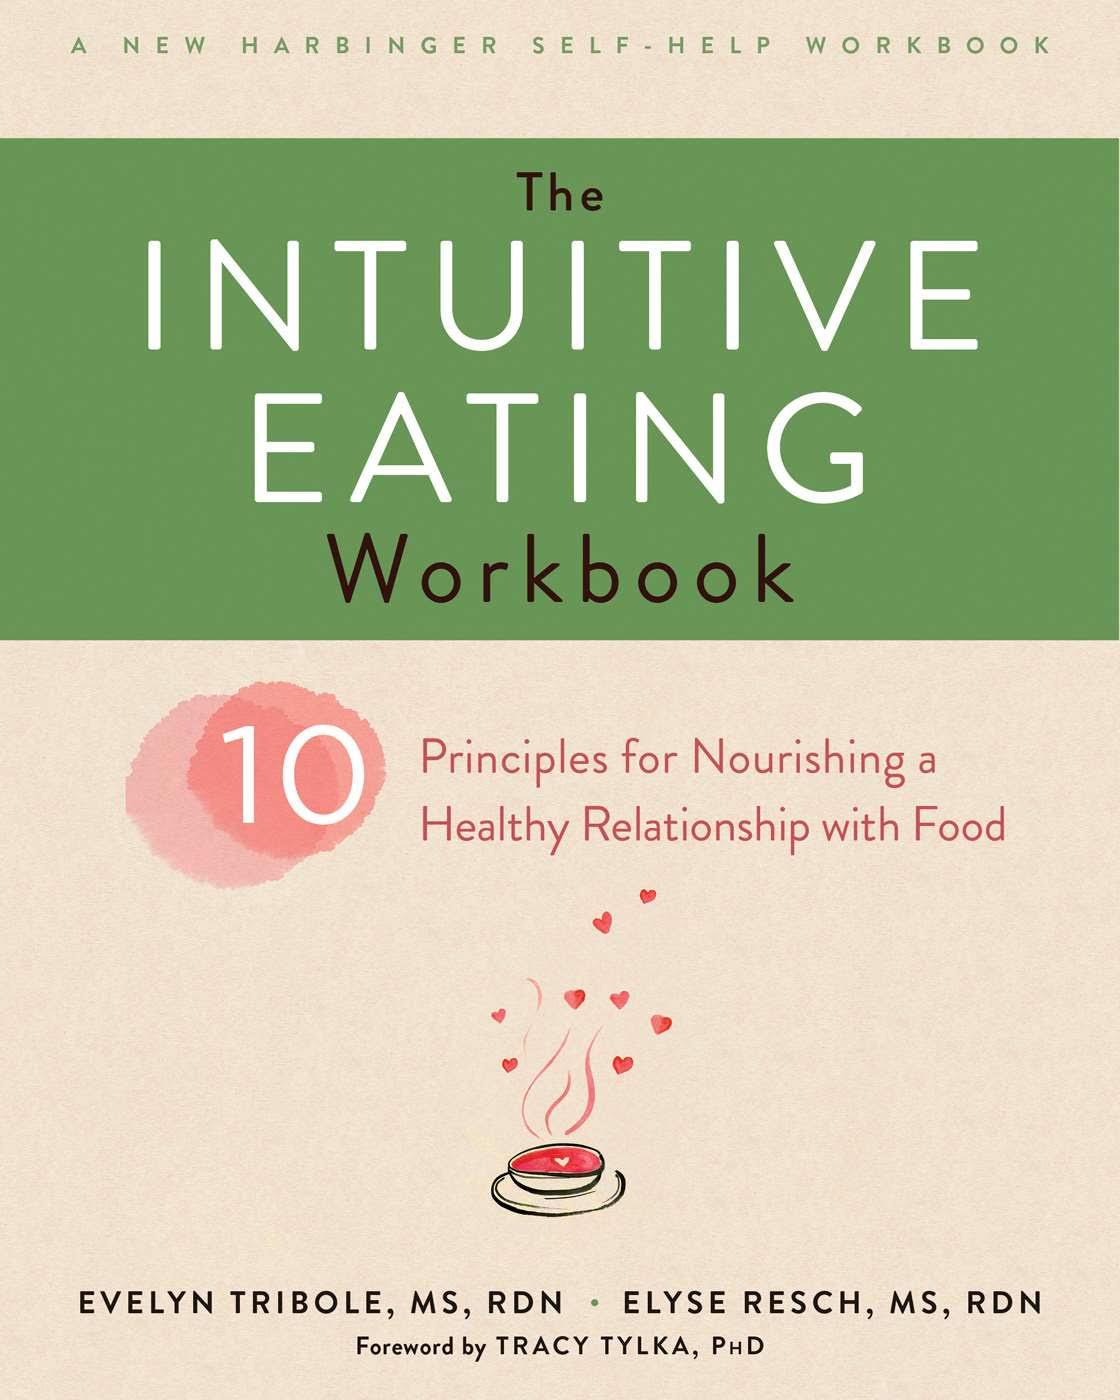 A NEW HARBINGER SELF-HELP WORKBOOK
The
INTUITIVE
EATING
Workbook
10
Principles for Nourishing a
Healthy Relationship with Food
EVELYN TRIBOLE, MS, RDN • ELYSE RESCH, MS, RDN
Foreword by TRACY TYLKA, PHD